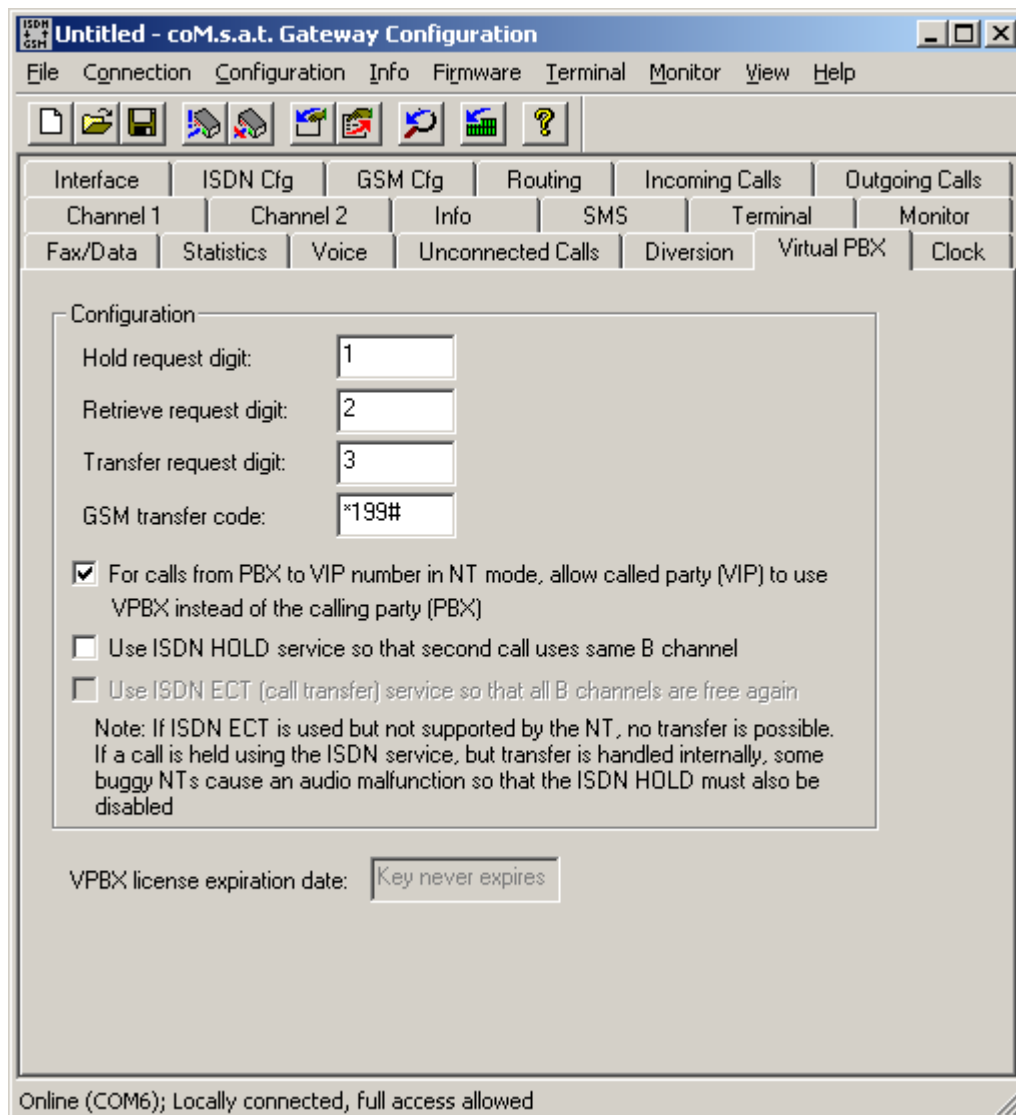 ISDN GSM Untitled - coM.s.a.t. Gateway Configuration
File Connection Configuration Info Firmware Terminal Monitor View Help
Interface ISDN Cfg GSM Cfg Routing Incoming Calls Outgoing Calls
Channel 1 Channel 2 Info SMS Terminal Monitor
Fax/Data Statistics Voice Unconnected Calls Diversion Virtual PBX Clock
Configuration
Hold request digit: 1
Retrieve request digit: 2
Transfer request digit: 3
GSM transfer code: *199#
For calls from PBX to VIP number in NT mode, allow called party (VIP) to use
VPBX instead of the calling party (PBX)
Use ISDN HOLD service so that second call uses same B channel
Use ISDN ECT (call transfer) service so that all B channels are free again
Note: If ISDN ECT is used but not supported by the NT, no transfer is possible.
If a call is held using the ISDN service, but transfer is handled internally, some
buggy NTs cause an audio malfunction so that the ISDN HOLD must also be
disabled
VPBX license expiration date: Key never expires
Online (COM6); Locally connected, full access allowed